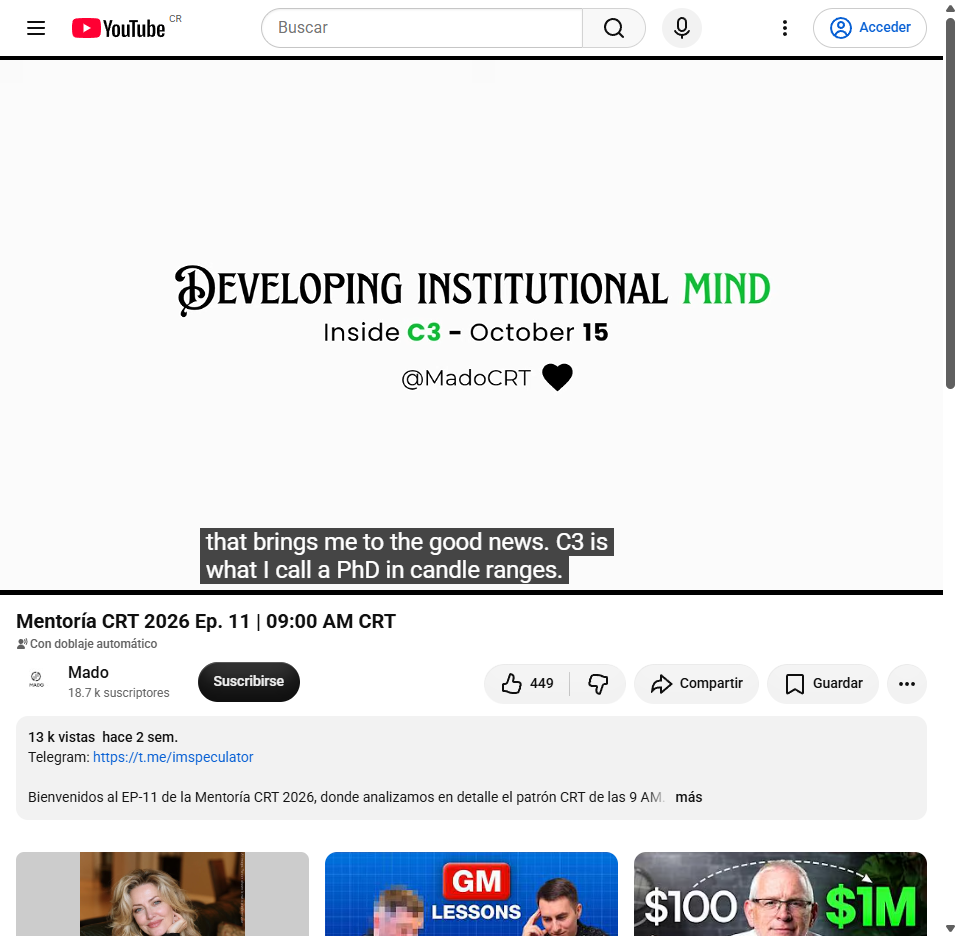 YouTube CR
Buscar
Acceder
Developing institutional mind
Inside C3 - October 15
@MadoCRT
that brings me to the good news. C3 is
what I call a PhD in candle ranges.
Mentoría CRT 2026 Ep. 11 | 09:00 AM CRT
Con doblaje automático
Mado
18.7 k suscriptores
Suscribirse
449
Compartir
Guardar
13 k vistas hace 2 sem.
Telegram: https://t.me/imspeculator
Bienvenidos al EP-11 de la Mentoría CRT 2026, donde analizamos en detalle el patrón CRT de las 9 AM. más
GM
LESSONS
$100
$1M